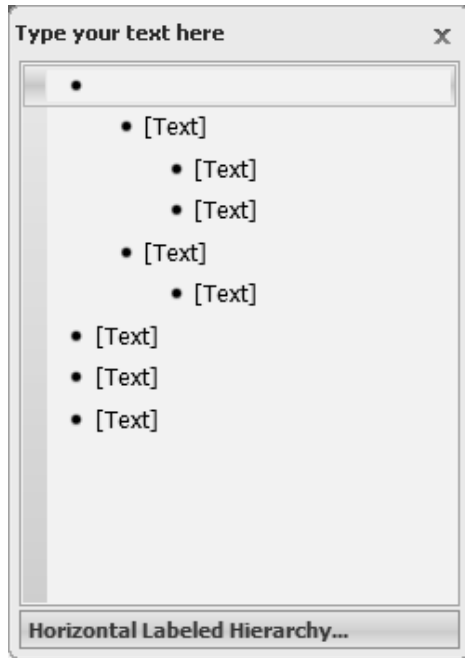 Type your text here x
•
• [Text]
• [Text]
• [Text]
• [Text]
• [Text]
• [Text]
• [Text]
• [Text]
Horizontal Labeled Hierarchy...